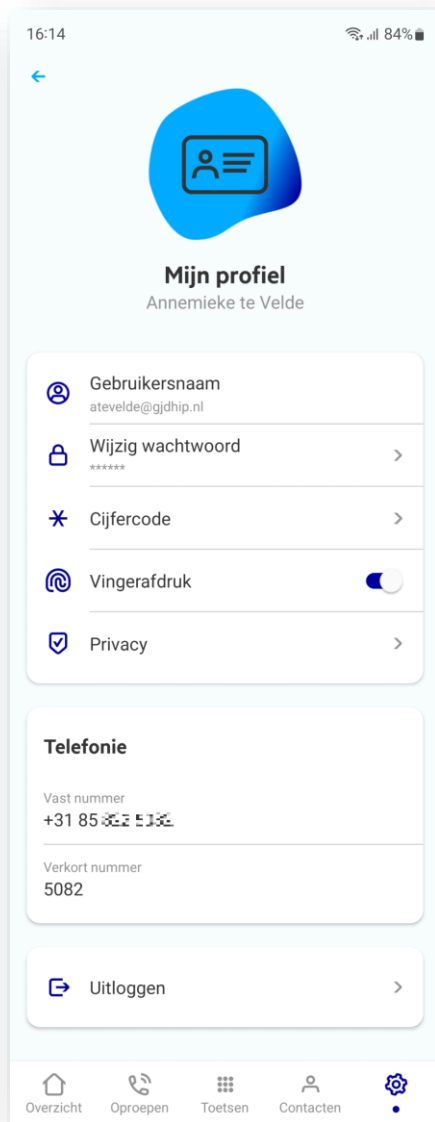 16:14
84%
Mijn profiel
Annemieke te Velde
Gebruikersnaam
atevelde@gjdhip.nl
Wijzig wachtwoord
******
Cijfercode
Vingerafdruk
Privacy
Telefonie
Vast nummer
+31 85
Verkort nummer
5082
Uitloggen
Overzicht Oproepen Toetsen Contacten